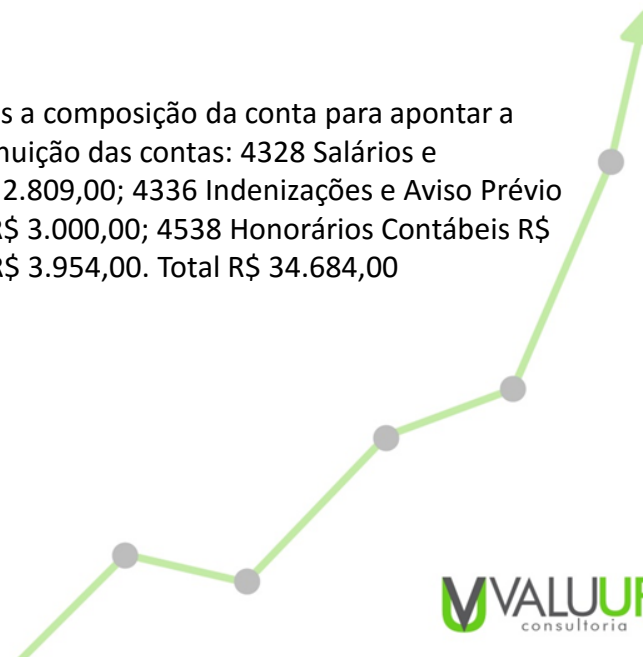 s a composição da conta para apontar a
nuição das contas: 4328 Salários e
2.809,00; 4336 Indenizações e Aviso Prévio
R$ 3.000,00; 4538 Honorários Contábeis R$
R$ 3.954,00. Total R$ 34.684,00
VALUUP
consultoria